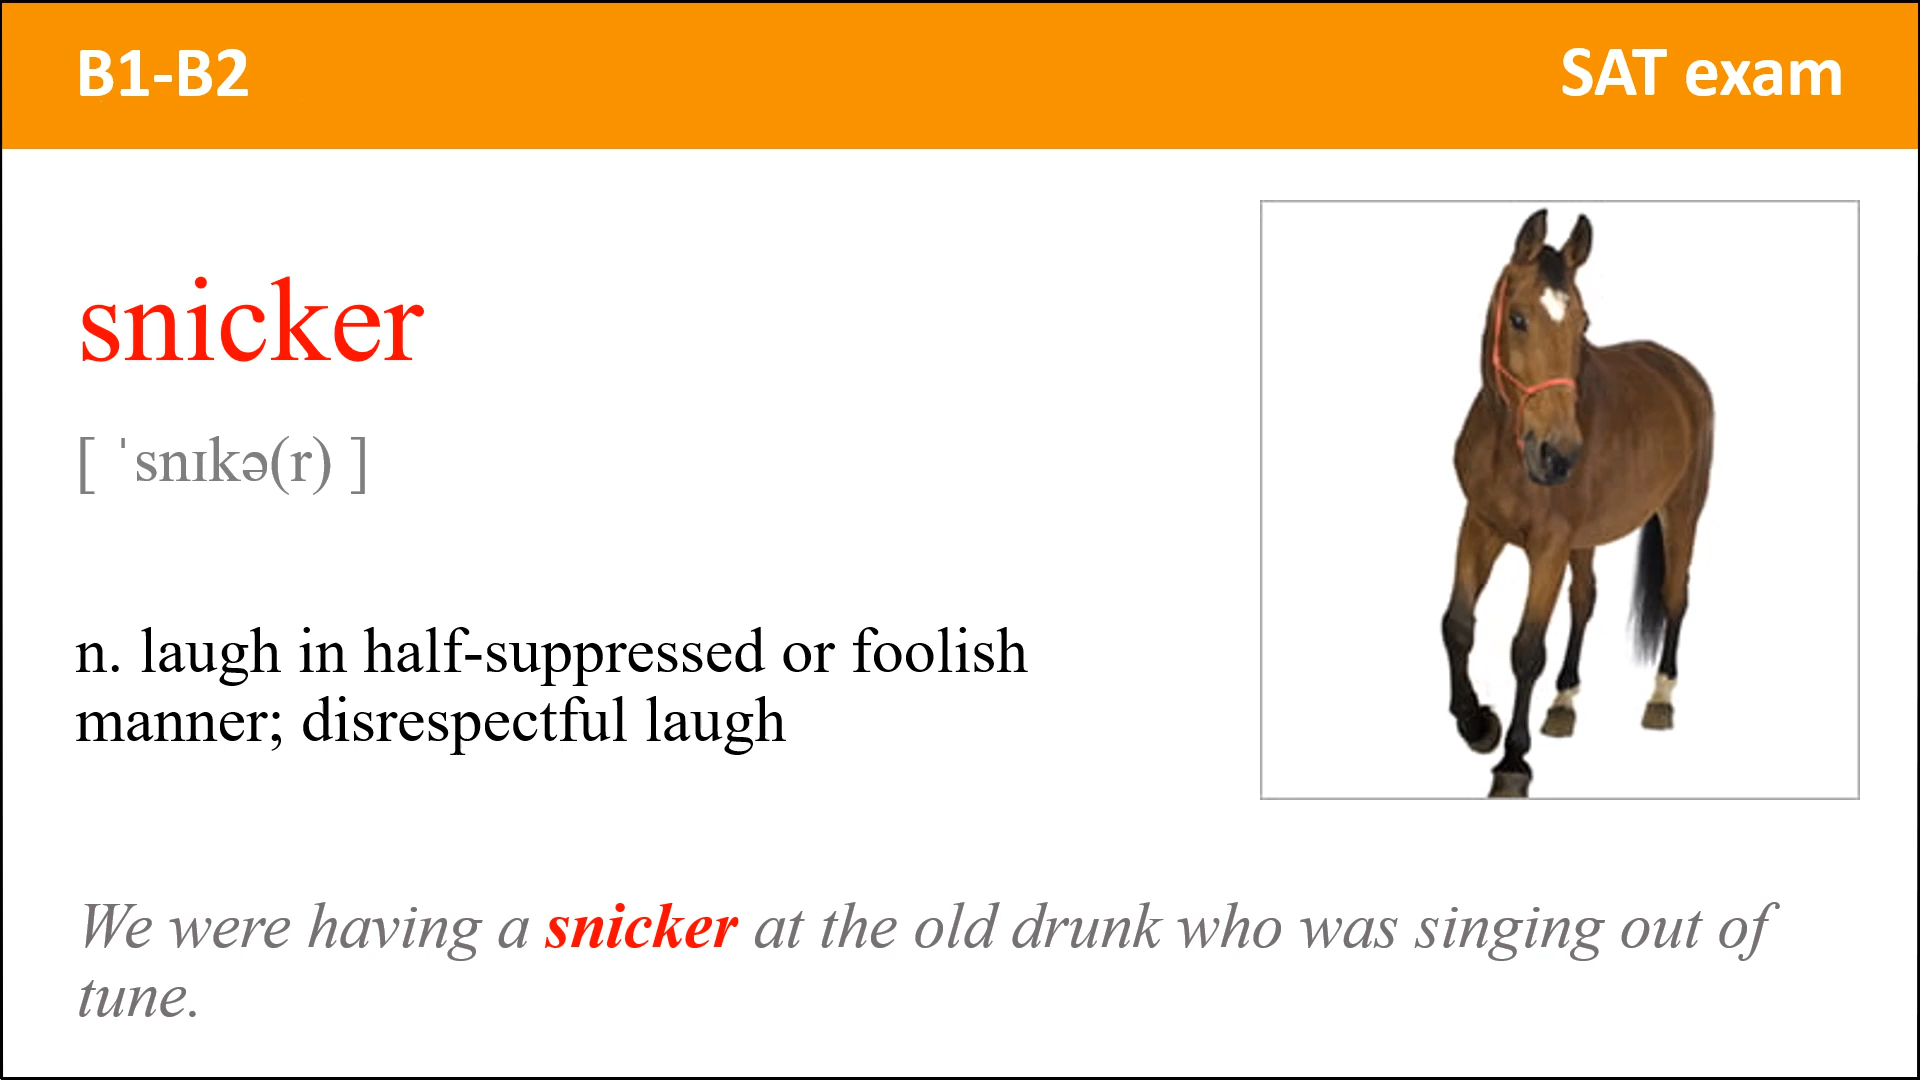 B1-B2
SAT exam
snicker
[ ˈsnɪkə(r) ]
n. laugh in half-suppressed or foolish
manner; disrespectful laugh
We were having a snicker at the old drunk who was singing out of
tune.